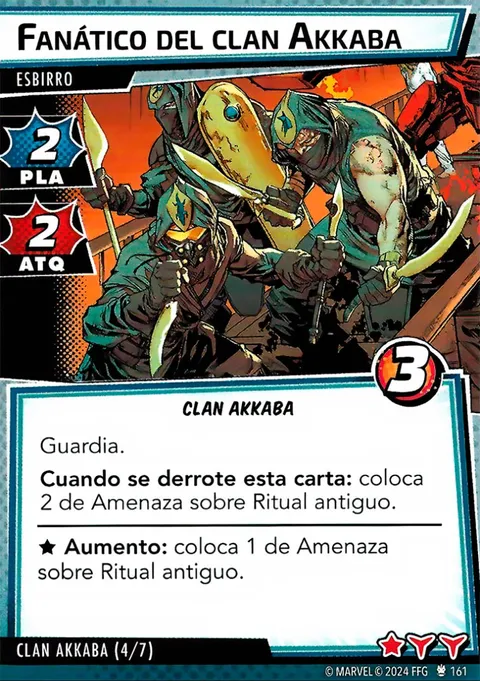 Fanático del clan Akkaba
ESBIRRO
2
PLA
2
ATQ
3
CLAN AKKABA
Guardia.
Cuando se derrote esta carta: coloca
2 de Amenaza sobre Ritual antiguo.
★ Aumento: coloca 1 de Amenaza
sobre Ritual antiguo.
CLAN AKKABA (4/7)
© MARVEL © 2024 FFG 161